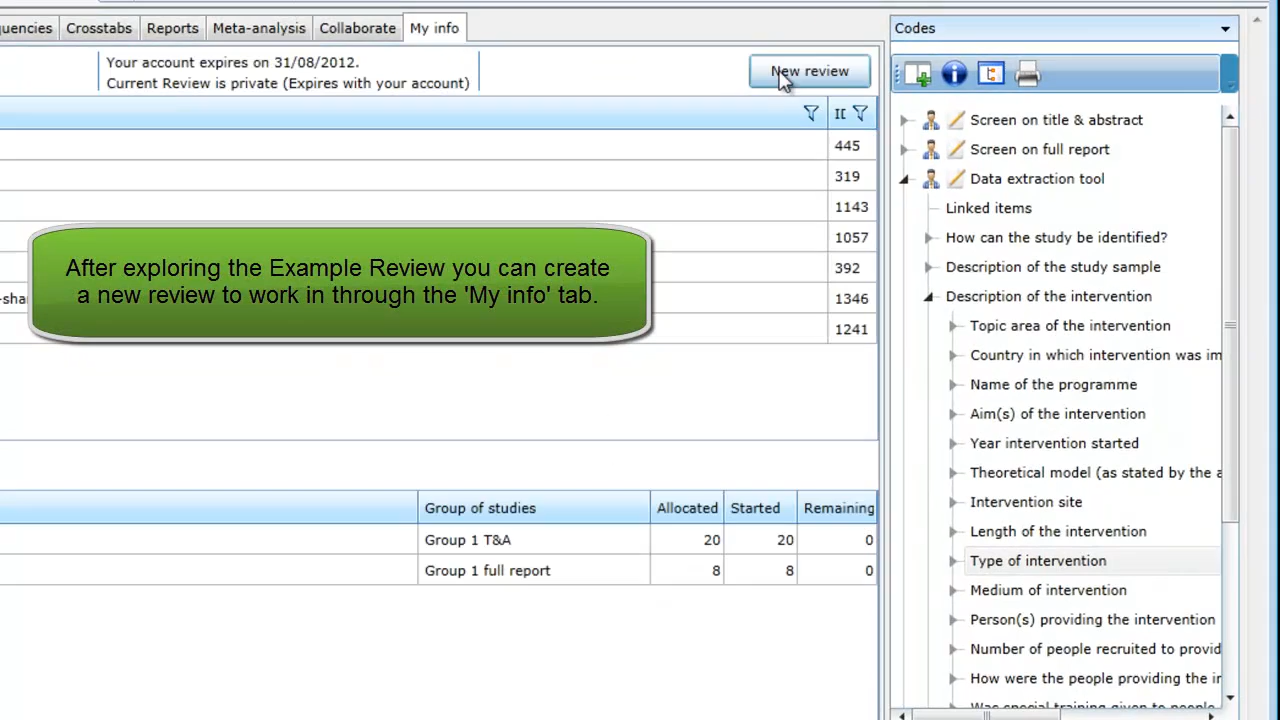 Crosstabs
Reports
Meta-analysis
Collaborate
My info
Your account expires on 31/08/2012.
Current Review is private (Expires with your account)
New review
445
319
1143
1057
392
1346
1241
After exploring the Example Review you can create
a new review to work in through the 'My info' tab.
Group of studies
Allocated
Started
Remaining
Group 1 T&A
20
20
0
Group 1 full report
8
8
0
Codes
Screen on title & abstract
Screen on full report
Data extraction tool
Linked items
How can the study be identified?
Description of the study sample
Description of the intervention
Topic area of the intervention
Country in which intervention was
Name of the programme
Aim(s) of the intervention
Year intervention started
Theoretical model (as stated by the
Intervention site
Length of the intervention
Type of intervention
Medium of intervention
Person(s) providing the intervention
Number of people recruited to
How were the people providing the
Was special training given to people